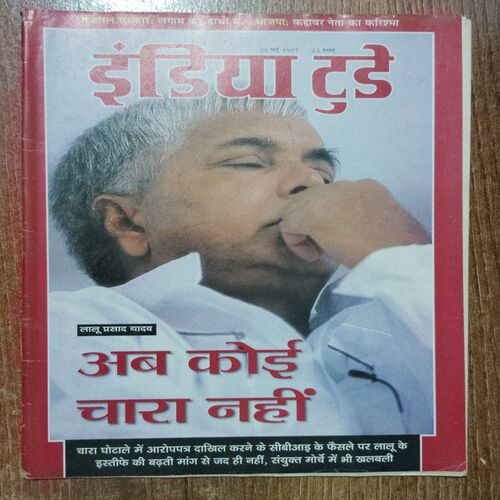 गुजराल सरकार: लगाम कई हाथों में भाजपा: कद्दावर नेता का करिश्मा
इंडिया टुडे
20 मई 1997 12 रुपए
लालू प्रसाद यादव
अब कोई
चारा नहीं
चारा घोटाले में आरोपपत्र दाखिल करने के सीबीआइ के फैसले पर लालू के
इस्तीफे की बढ़ती मांग से जद ही नहीं, संयुक्त मोर्चे में भी खलबली